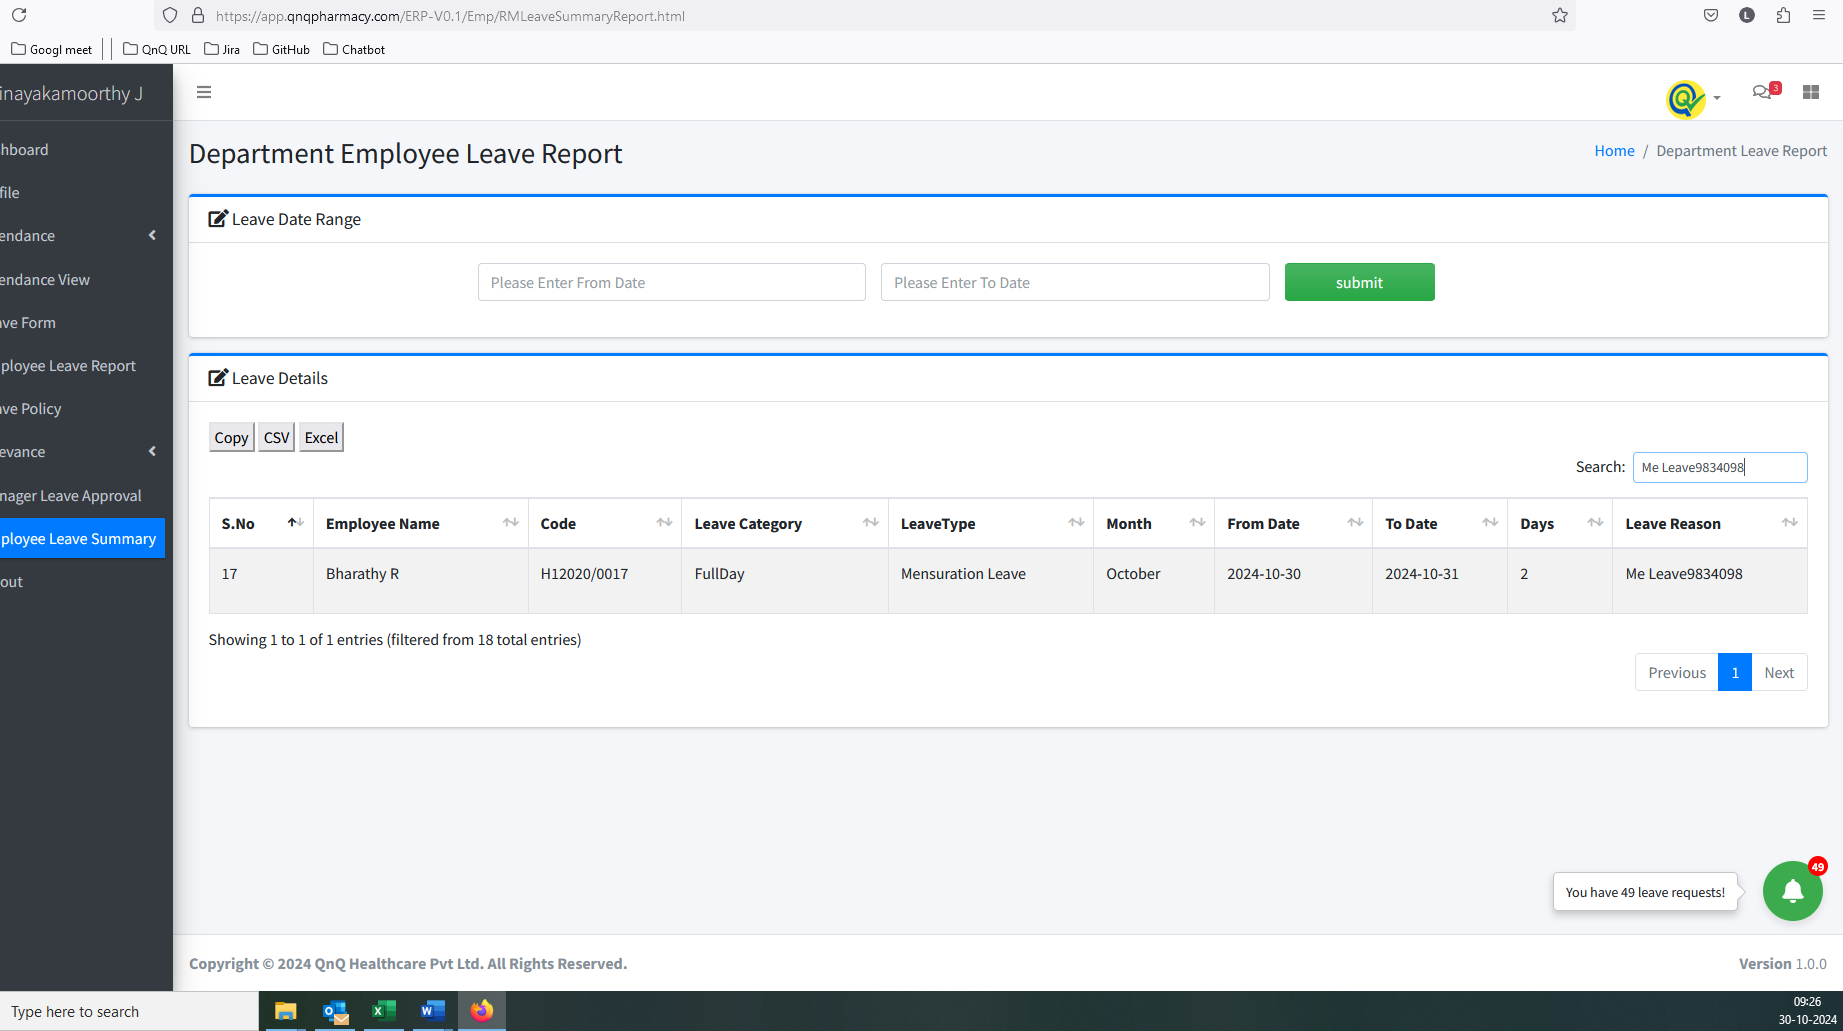 https://app.qnqpharmacy.com/ERP-V0.1/Emp/RMLeaveSummaryReport.html
L
Googl meet
QnQ URL
Jira
GitHub
Chatbot
inayakamoorthy J
3
hboard
file
endance
endance View
ave Form
ployee Leave Report
ave Policy
evance
nager Leave Approval
ployee Leave Summary
out
Department Employee Leave Report
Home / Department Leave Report
Leave Date Range
Please Enter From Date
Please Enter To Date
submit
Leave Details
Copy
CSV
Excel
Search: Me Leave9834098
S.No Employee Name Code Leave Category LeaveType Month From Date To Date Days Leave Reason
17 Bharathy R H12020/0017 FullDay Mensuration Leave October 2024-10-30 2024-10-31 2 Me Leave9834098
Showing 1 to 1 of 1 entries (filtered from 18 total entries)
Previous 1 Next
49
You have 49 leave requests!
Copyright © 2024 QnQ Healthcare Pvt Ltd. All Rights Reserved.
Version 1.0.0
Type here to search
09:26
30-10-2024